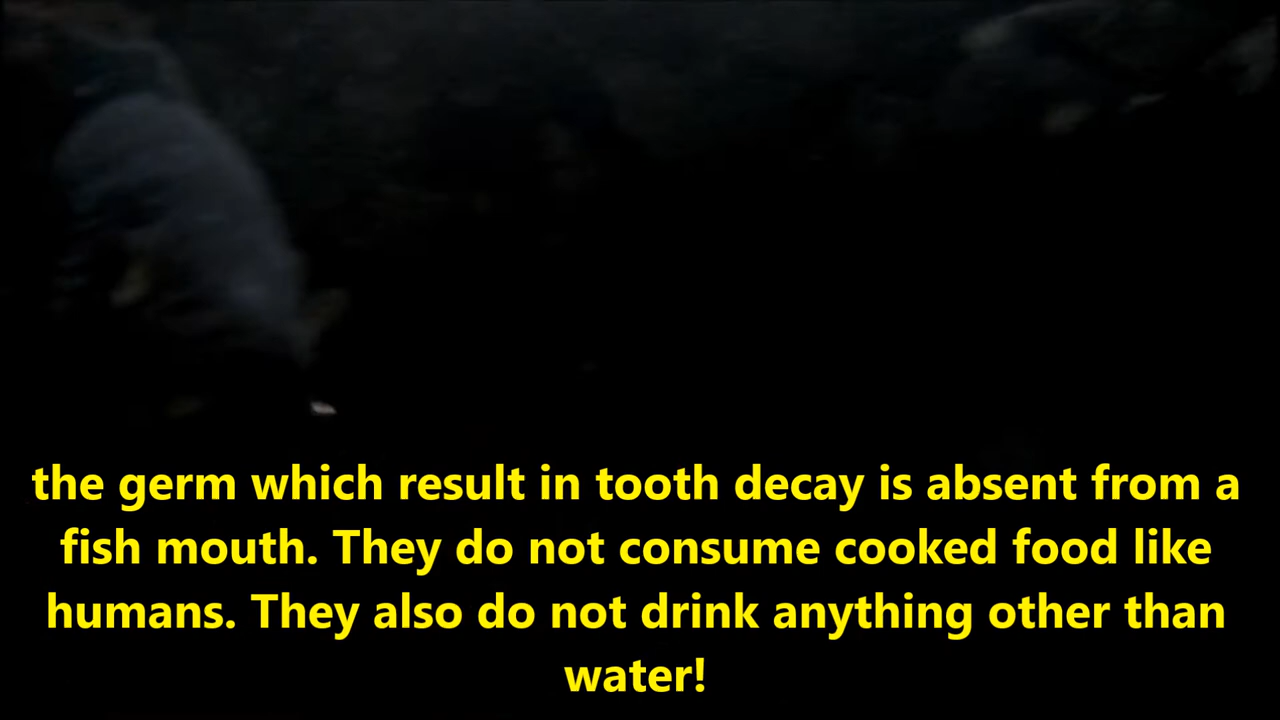 the germ which result in tooth decay is absent from a
fish mouth. They do not consume cooked food like
humans. They also do not drink anything other than
water!